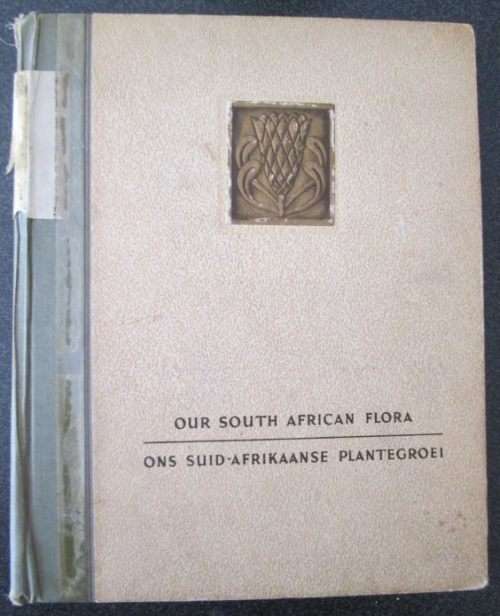 OUR SOUTH AFRICAN FLORA
ONS SUID-AFRIKAANSE PLANTEGROEI